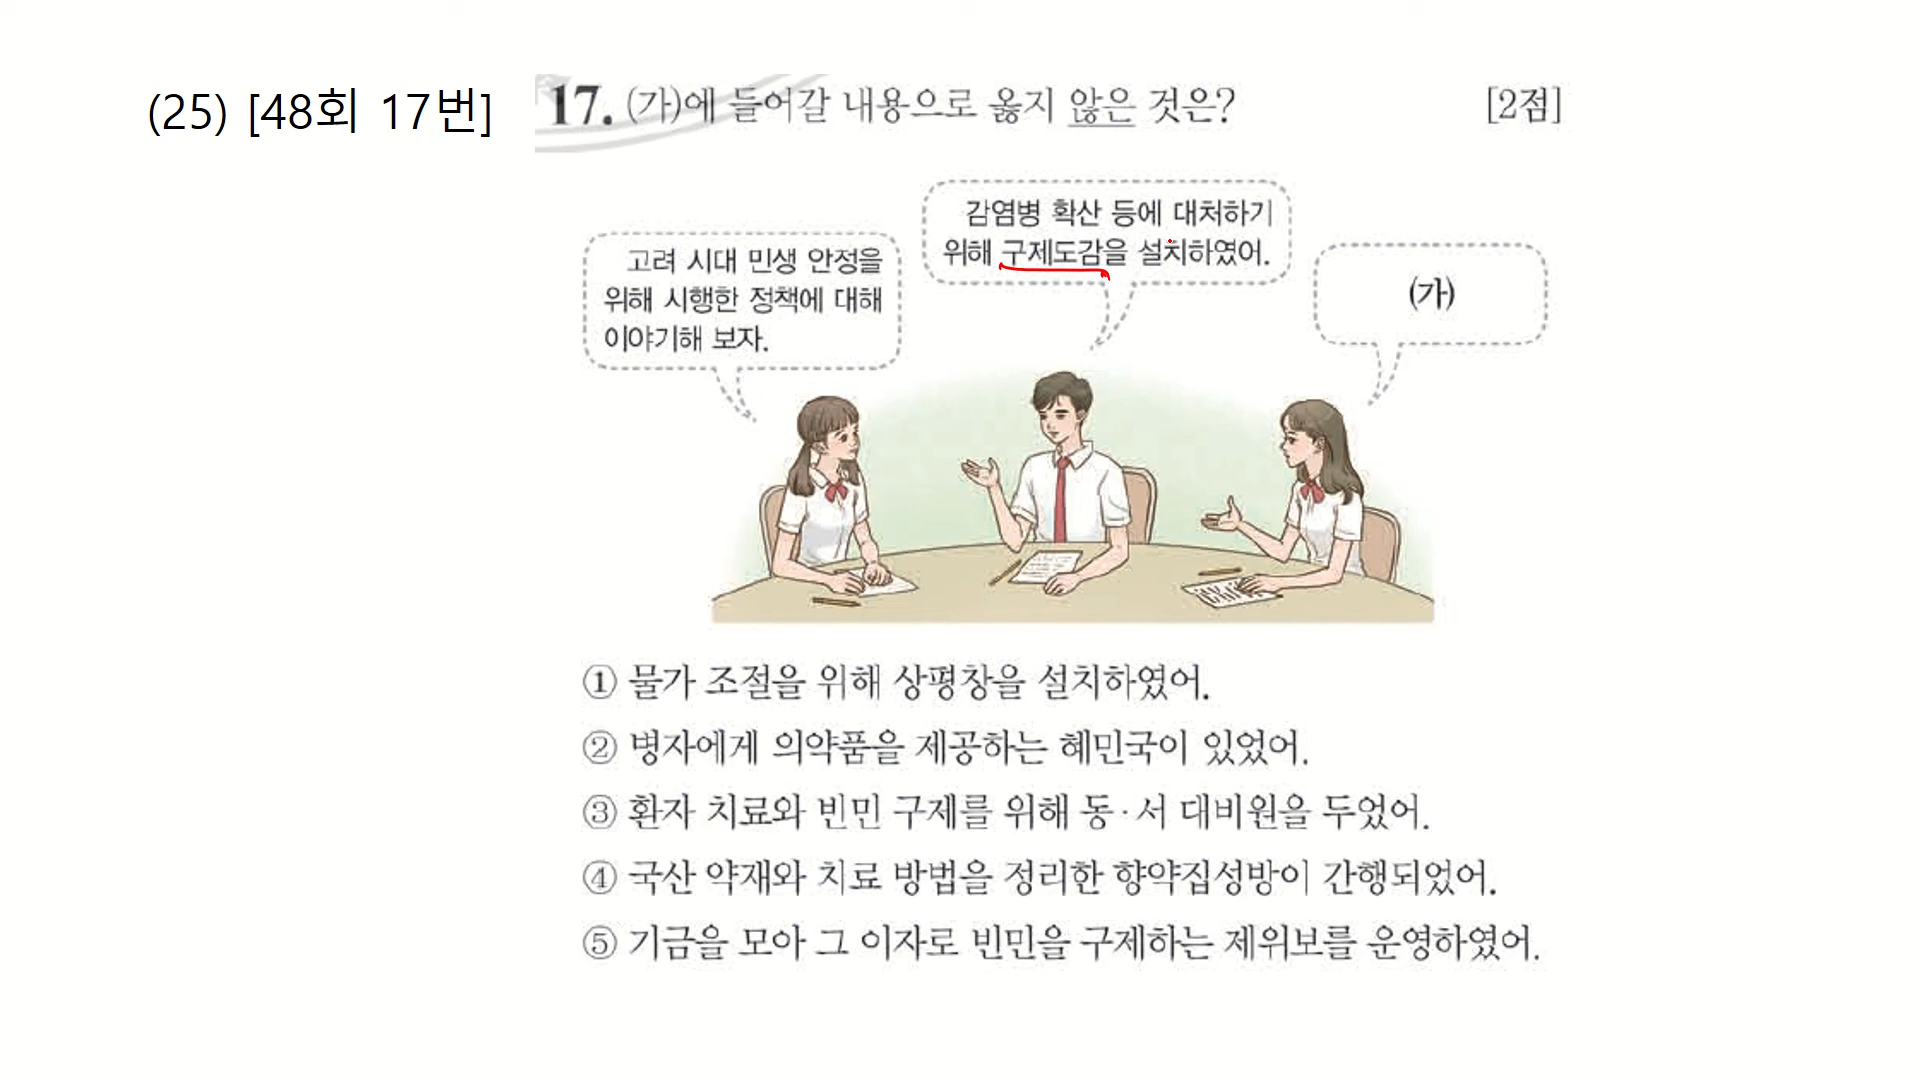 (25) [48회 17번]
17. (가)에 들어갈 내용으로 옳지 않은 것은? [2점]
고려 시대 민생 안정을
위해 시행한 정책에 대해
이야기해 보자.
감염병 확산 등에 대처하기
위해 구제도감을 설치하였어.
(가)
① 물가 조절을 위해 상평창을 설치하였어.
② 병자에게 의약품을 제공하는 혜민국이 있었어.
③ 환자 치료와 빈민 구제를 위해 동·서 대비원을 두었어.
④ 국산 약재와 치료 방법을 정리한 향약집성방이 간행되었어.
⑤ 기금을 모아 그 이자로 빈민을 구제하는 제위보를 운영하였어.